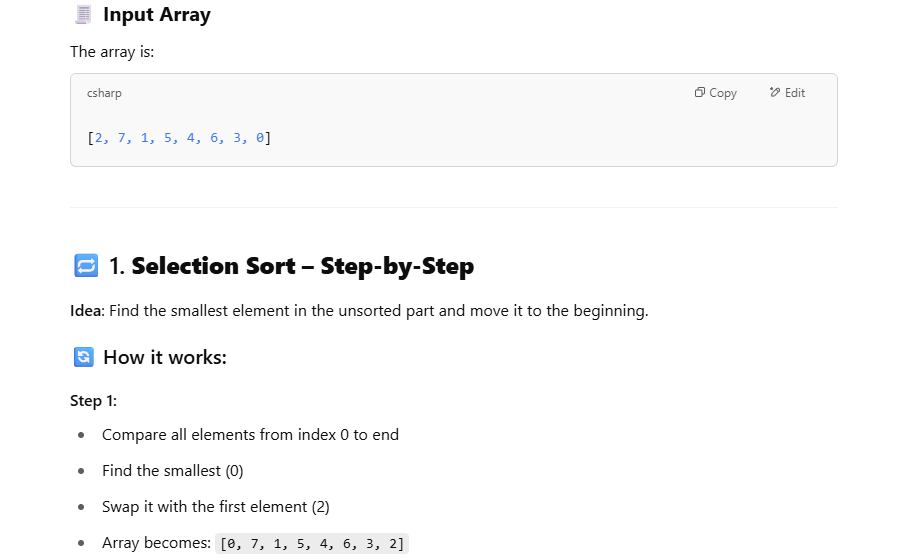 Input Array
The array is:
csharp
Copy
Edit
[2, 7, 1, 5, 4, 6, 3, 0]
1. Selection Sort – Step-by-Step
Idea: Find the smallest element in the unsorted part and move it to the beginning.
How it works:
Step 1:
Compare all elements from index 0 to end
Find the smallest (0)
Swap it with the first element (2)
Array becomes: [0, 7, 1, 5, 4, 6, 3, 2]